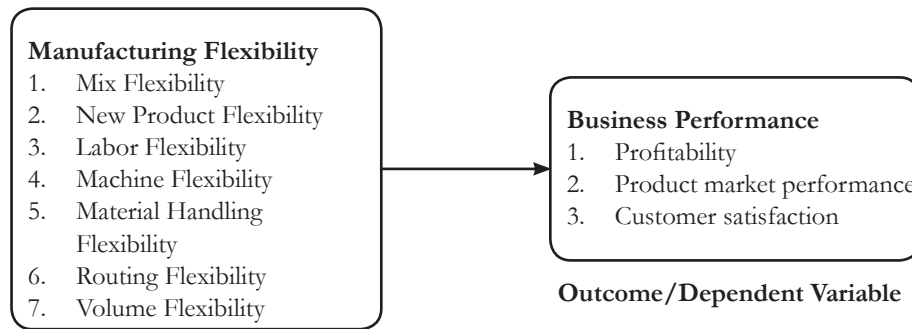 Manufacturing Flexibility
1. Mix Flexibility
2. New Product Flexibility
3. Labor Flexibility
4. Machine Flexibility
5. Material Handling
Flexibility
6. Routing Flexibility
7. Volume Flexibility
Business Performance
1. Profitability
2. Product market performance
3. Customer satisfaction
Outcome/Dependent Variable